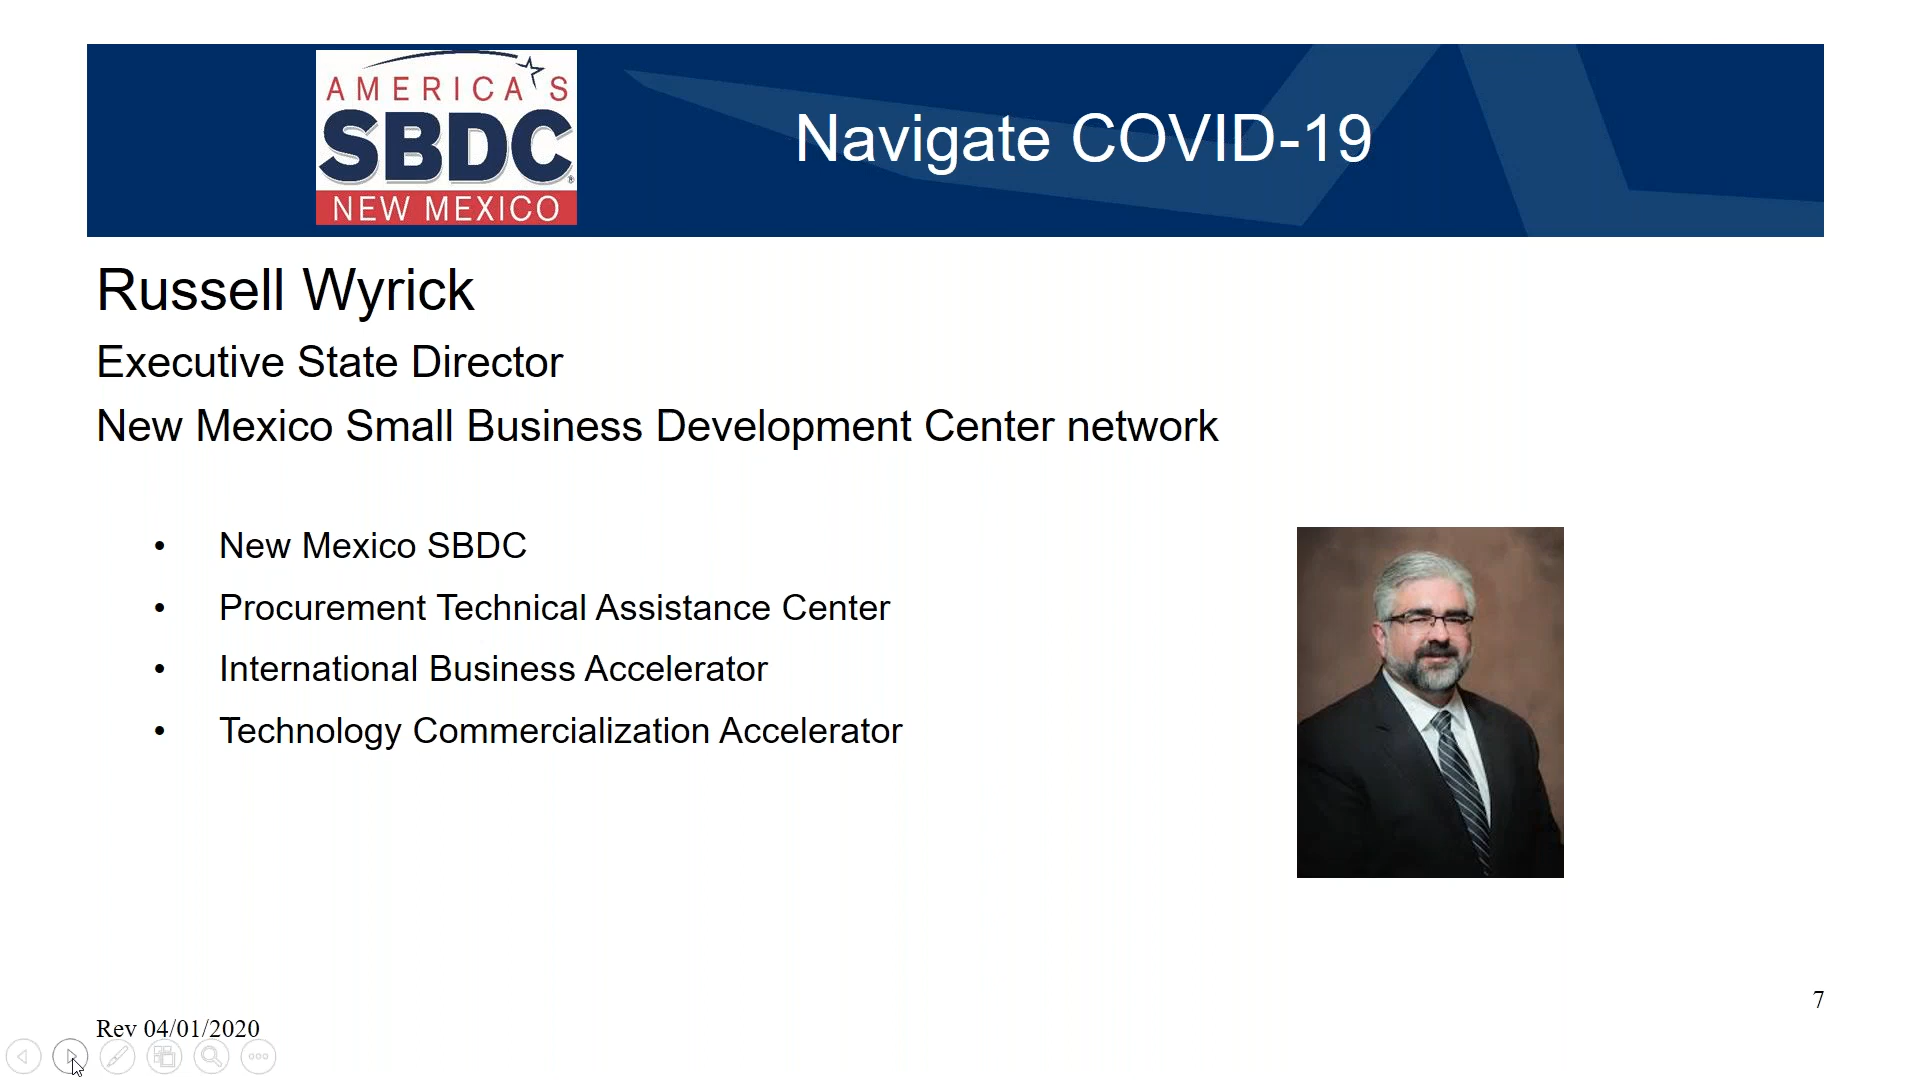 AMERICA'S
SBDC®
NEW MEXICO
Navigate COVID-19
Russell Wyrick
Executive State Director
New Mexico Small Business Development Center network
• New Mexico SBDC
• Procurement Technical Assistance Center
• International Business Accelerator
• Technology Commercialization Accelerator
7
Rev 04/01/2020